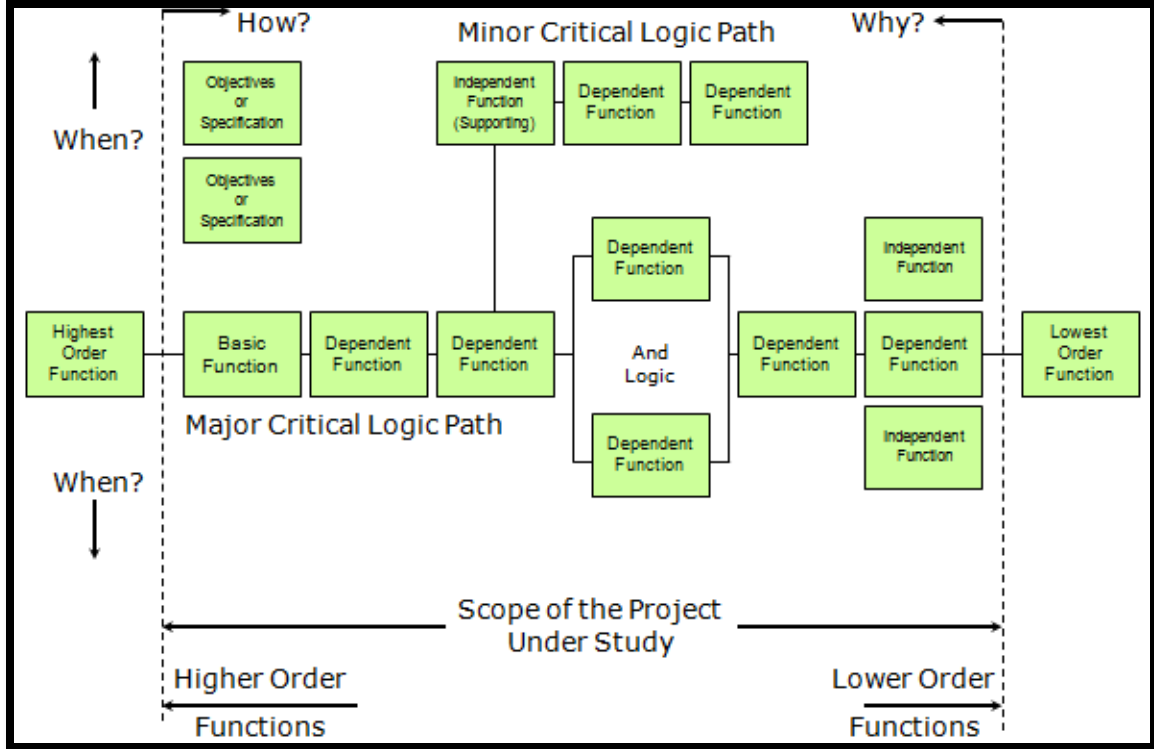 How?
Minor Critical Logic Path
Why?
When?
Objectives
or
Specification
Independent
Function
(Supporting)
Dependent
Function
Dependent
Function
Objectives
or
Specification
Dependent
Function
Independent
Function
Highest
Order
Function
Basic
Function
Dependent
Function
Dependent
Function
And
Logic
Dependent
Function
Dependent
Function
Lowest
Order
Function
Major Critical Logic Path
Dependent
Function
Independent
Function
When?
Scope of the Project
Under Study
Higher Order
Functions
Lower Order
Functions